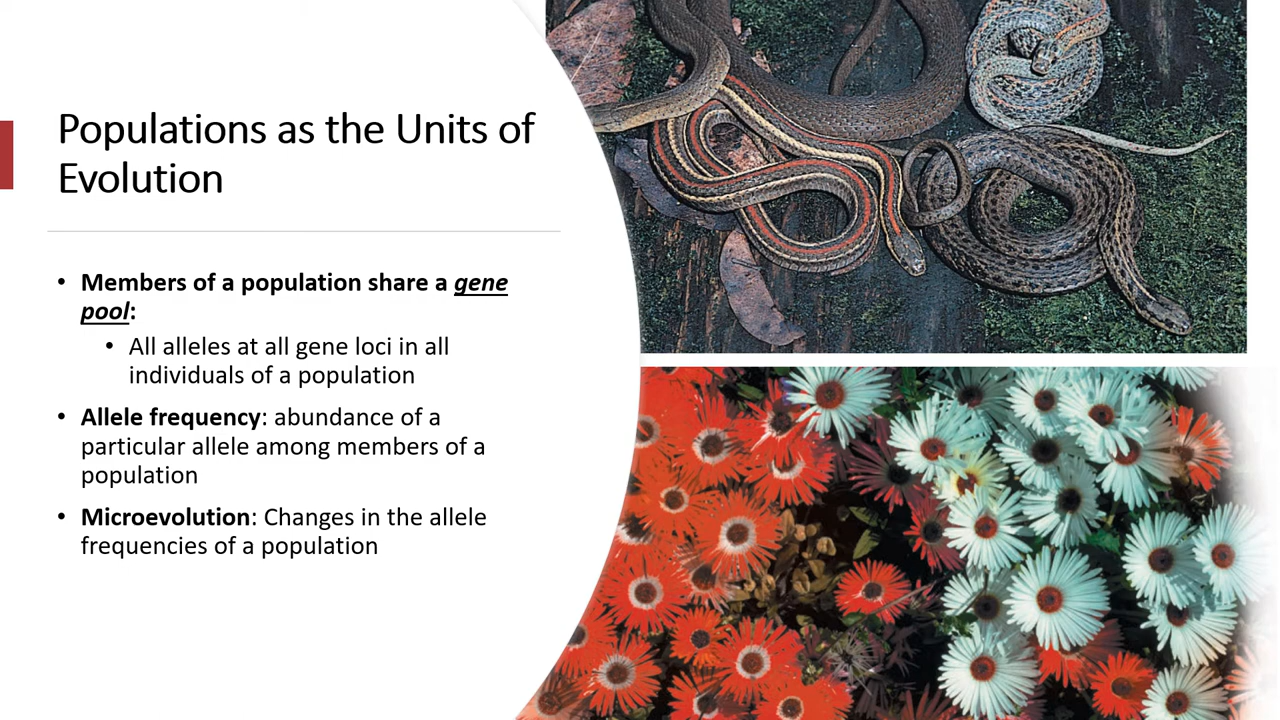 Populations as the Units of
Evolution
• Members of a population share a gene
pool:
• All alleles at all gene loci in all
individuals of a population
• Allele frequency: abundance of a
particular allele among members of a
population
• Microevolution: Changes in the allele
frequencies of a population